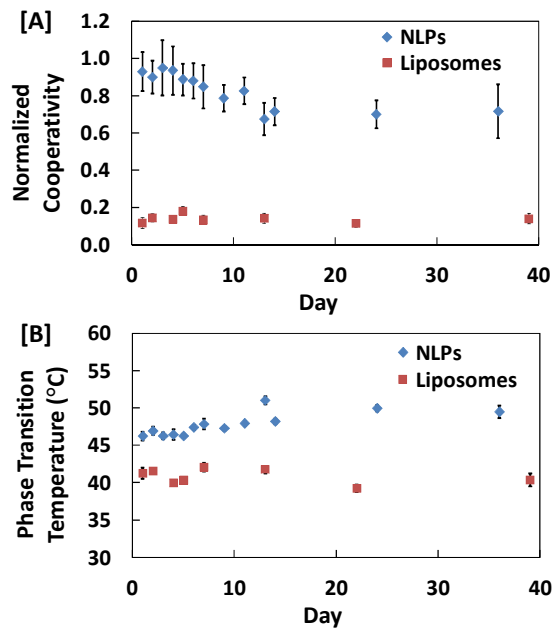 [A]
Normalized
Cooperativity
1.2
1.0
0.8
0.6
0.4
0.2
0.0
NLPs
Liposomes
0 10 20 30 40
Day
[B]
Phase Transition
Temperature (°C)
60
55
50
45
40
35
30
NLPs
Liposomes
0 10 20 30 40
Day